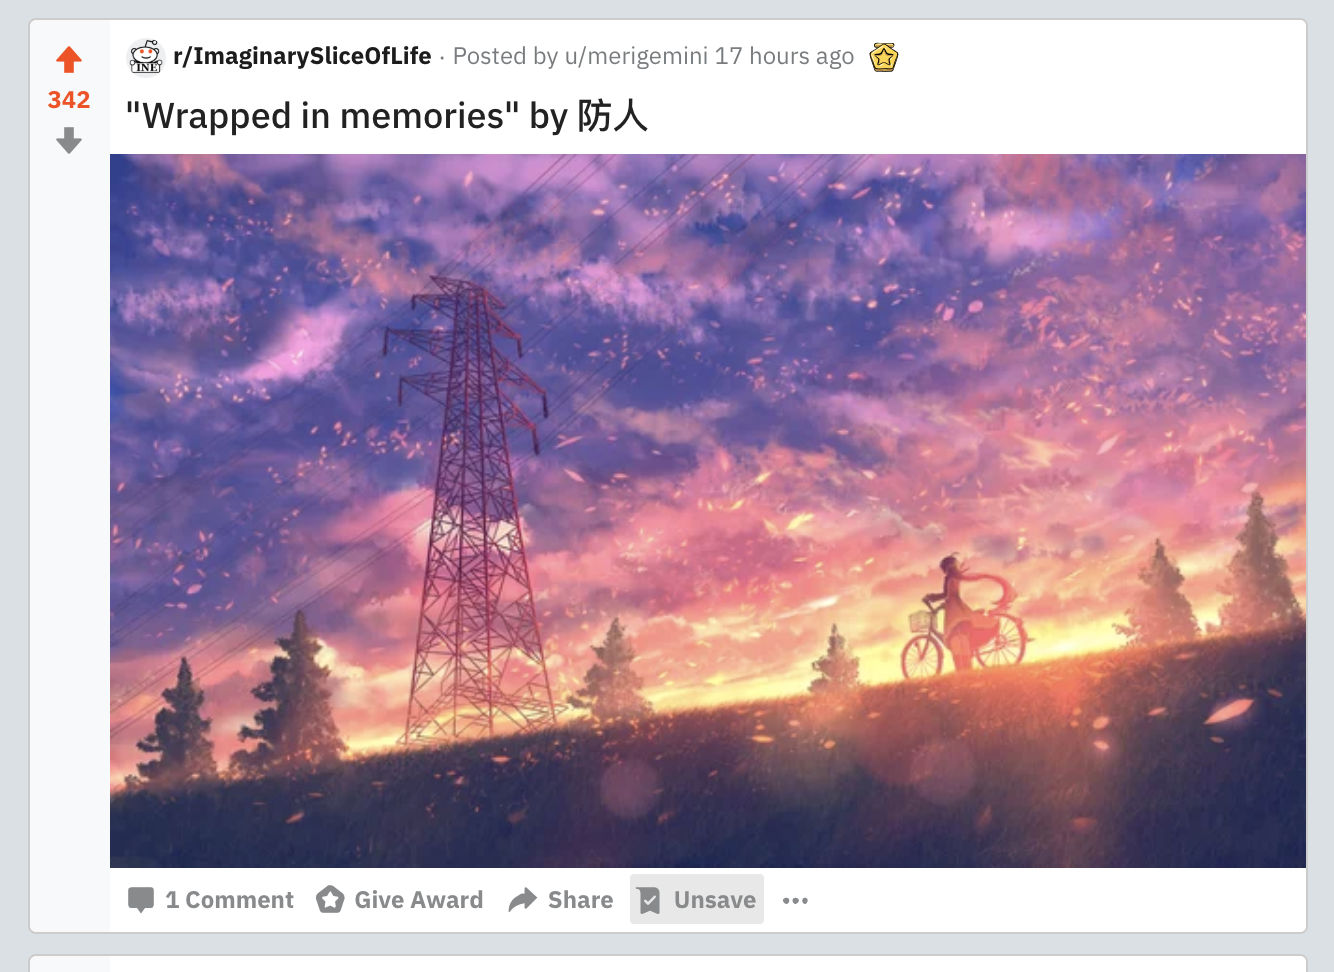 r/ImaginarySliceOfLife · Posted by u/merigemini 17 hours ago
342
"Wrapped in memories" by 防人
1 Comment Give Award Share Unsave
INE